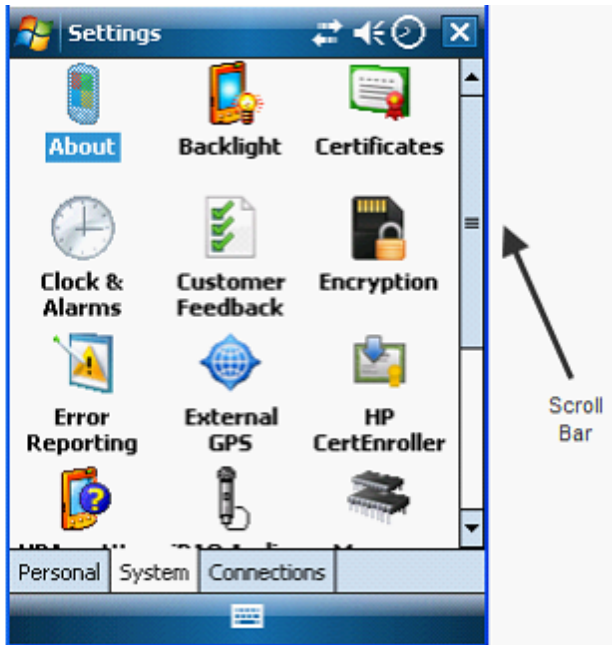 Settings
About Backlight Certificates
Clock & Customer Encryption
Alarms Feedback
Error External HP
Reporting GPS CertEnroller
Scroll
Bar
Personal System Connections